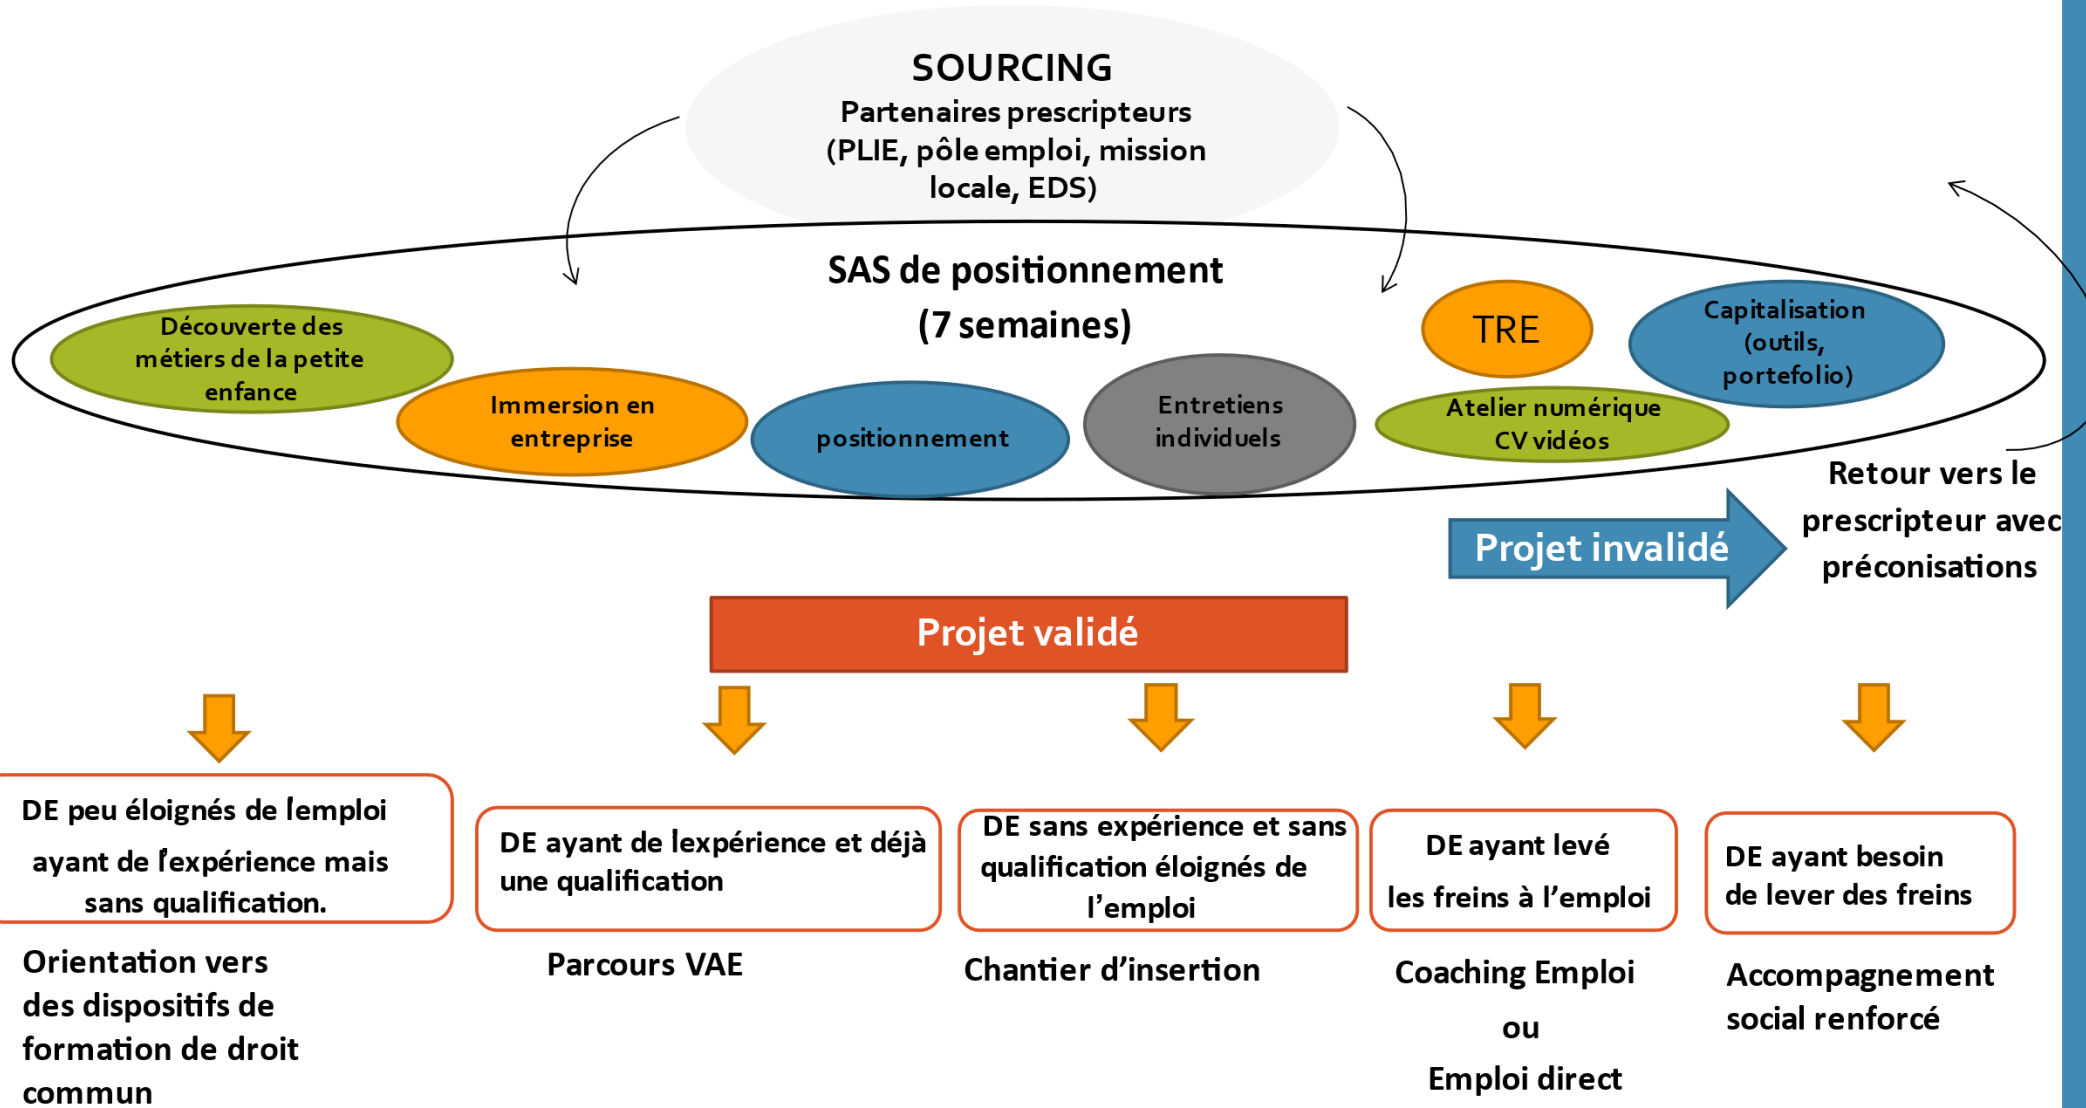 SOURCING
Partenaires prescripteurs
(PLIE, pôle emploi, mission
locale, EDS)
SAS de positionnement
(7 semaines)
Découverte des
métiers de la petite
enfance
Immersion en
entreprise
positionnement
Entretiens
individuels
TRE
Atelier numérique
CV vidéos
Capitalisation
(outils,
portefolio)
Retour vers le
prescripteur avec
préconisations
Projet invalidé
Projet validé
DE peu éloignés de l'emploi
ayant de l'expérience mais
sans qualification.
Orientation vers
des dispositifs de
formation de droit
commun
DE ayant de l'expérience et déjà
une qualification
Parcours VAE
DE sans expérience et sans
qualification éloignés de
l'emploi
Chantier d'insertion
DE ayant levé
les freins à l'emploi
Coaching Emploi
ou
Emploi direct
DE ayant besoin
de lever des freins
Accompagnement
social renforcé